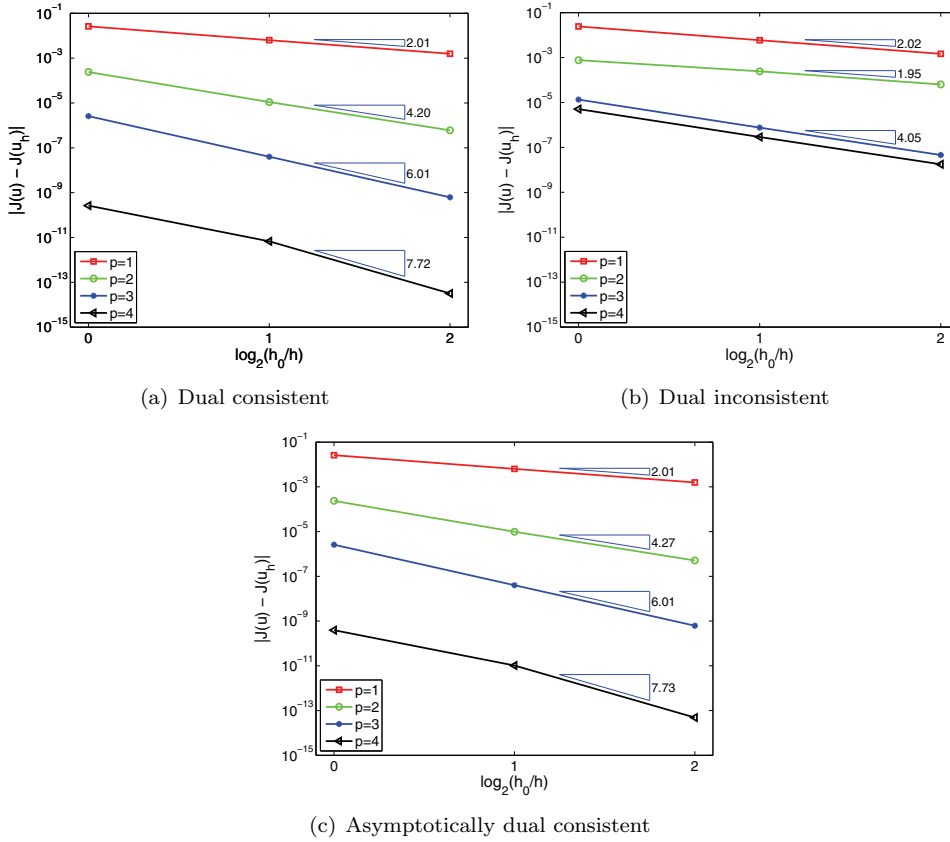 10^-1
10^-3
10^-5
10^-7
10^-9
10^-11
10^-13
10^-15
|J(u) − J(u_h)|
2.01
4.20
6.01
7.72
p=1
p=2
p=3
p=4
0
1
2
log_2(h_0/h)
(a) Dual consistent
10^-1
10^-3
10^-5
10^-7
10^-9
10^-11
10^-13
10^-15
|J(u) − J(u_h)|
2.02
1.95
4.05
p=1
p=2
p=3
p=4
0
1
2
log_2(h_0/h)
(b) Dual inconsistent
10^-1
10^-3
10^-5
10^-7
10^-9
10^-11
10^-13
10^-15
|J(u) − J(u_h)|
2.01
4.27
6.01
7.73
p=1
p=2
p=3
p=4
0
1
2
log_2(h_0/h)
(c) Asymptotically dual consistent